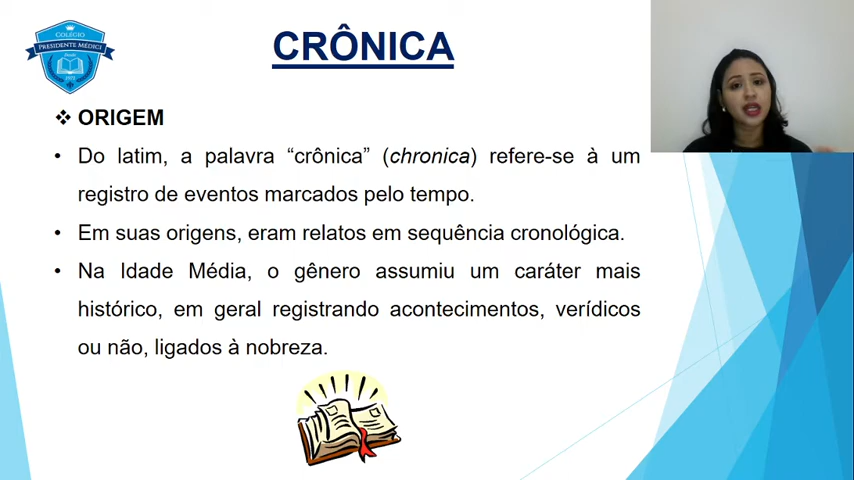 COLÉGIO
PRESIDENTE MÉDICI
CRÔNICA
ORIGEM
• Do latim, a palavra “crônica” (chronica) refere-se à um
registro de eventos marcados pelo tempo.
• Em suas origens, eram relatos em sequência cronológica.
• Na Idade Média, o gênero assumiu um caráter mais
histórico, em geral registrando acontecimentos, verídicos
ou não, ligados à nobreza.